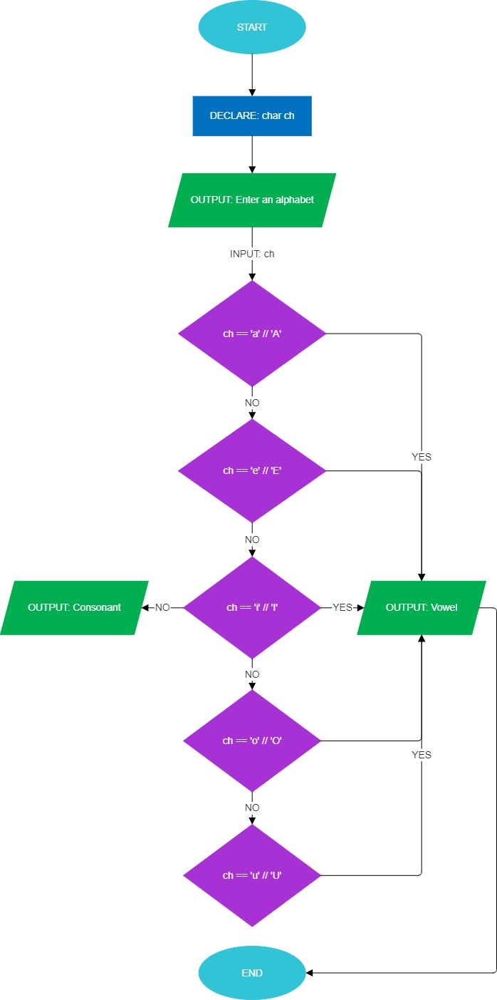 START
DECLARE: char ch
OUTPUT: Enter an alphabet
INPUT: ch
ch == 'a' // 'A'
NO
YES
ch == 'e' // 'E'
NO
OUTPUT: Consonant
NO
ch == 'i' // 'I'
YES
OUTPUT: Vowel
NO
ch == 'o' // 'O'
YES
NO
ch == 'u' // 'U'
END